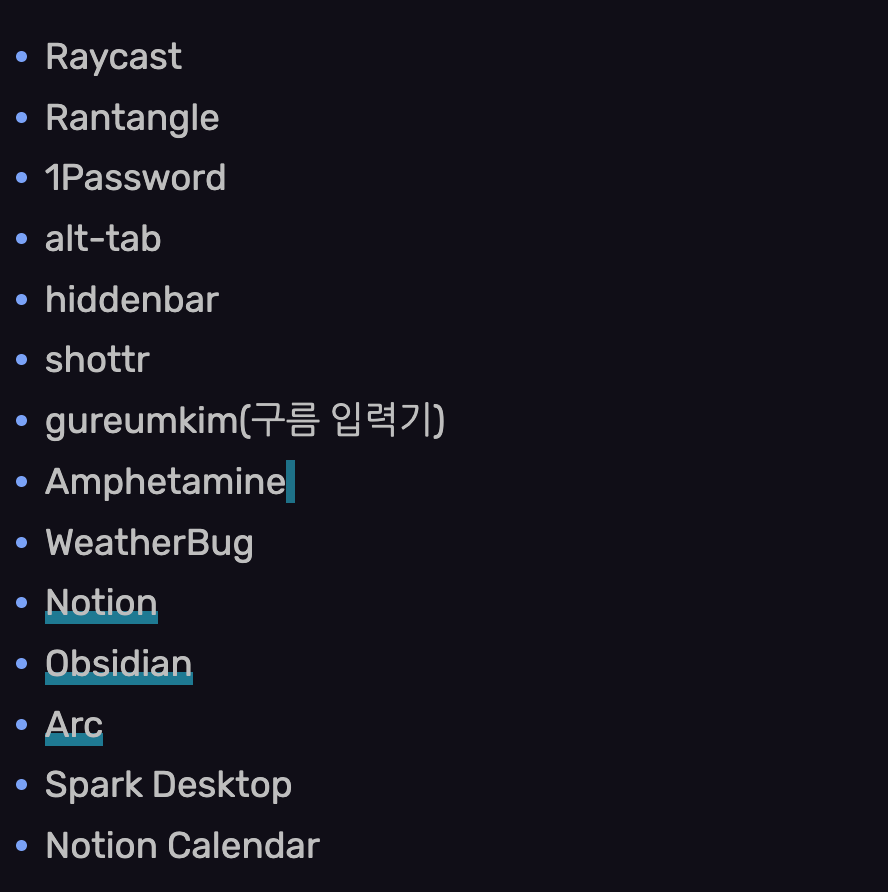 Raycast
Rantangle
1Password
alt-tab
hiddenbar
shottr
gureumkim(구름 입력기)
Amphetamine
WeatherBug
Notion
Obsidian
Arc
Spark Desktop
Notion Calendar